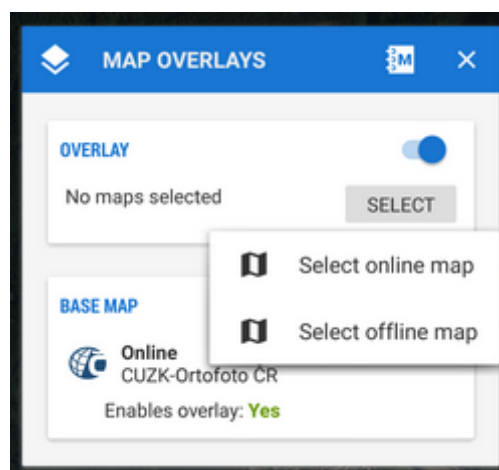 MAP OVERLAYS
M
OVERLAY
No maps selected
SELECT
Select online map
Select offline map
BASE MAP
Online
CUZK-Ortofoto ČR
Enables overlay: Yes